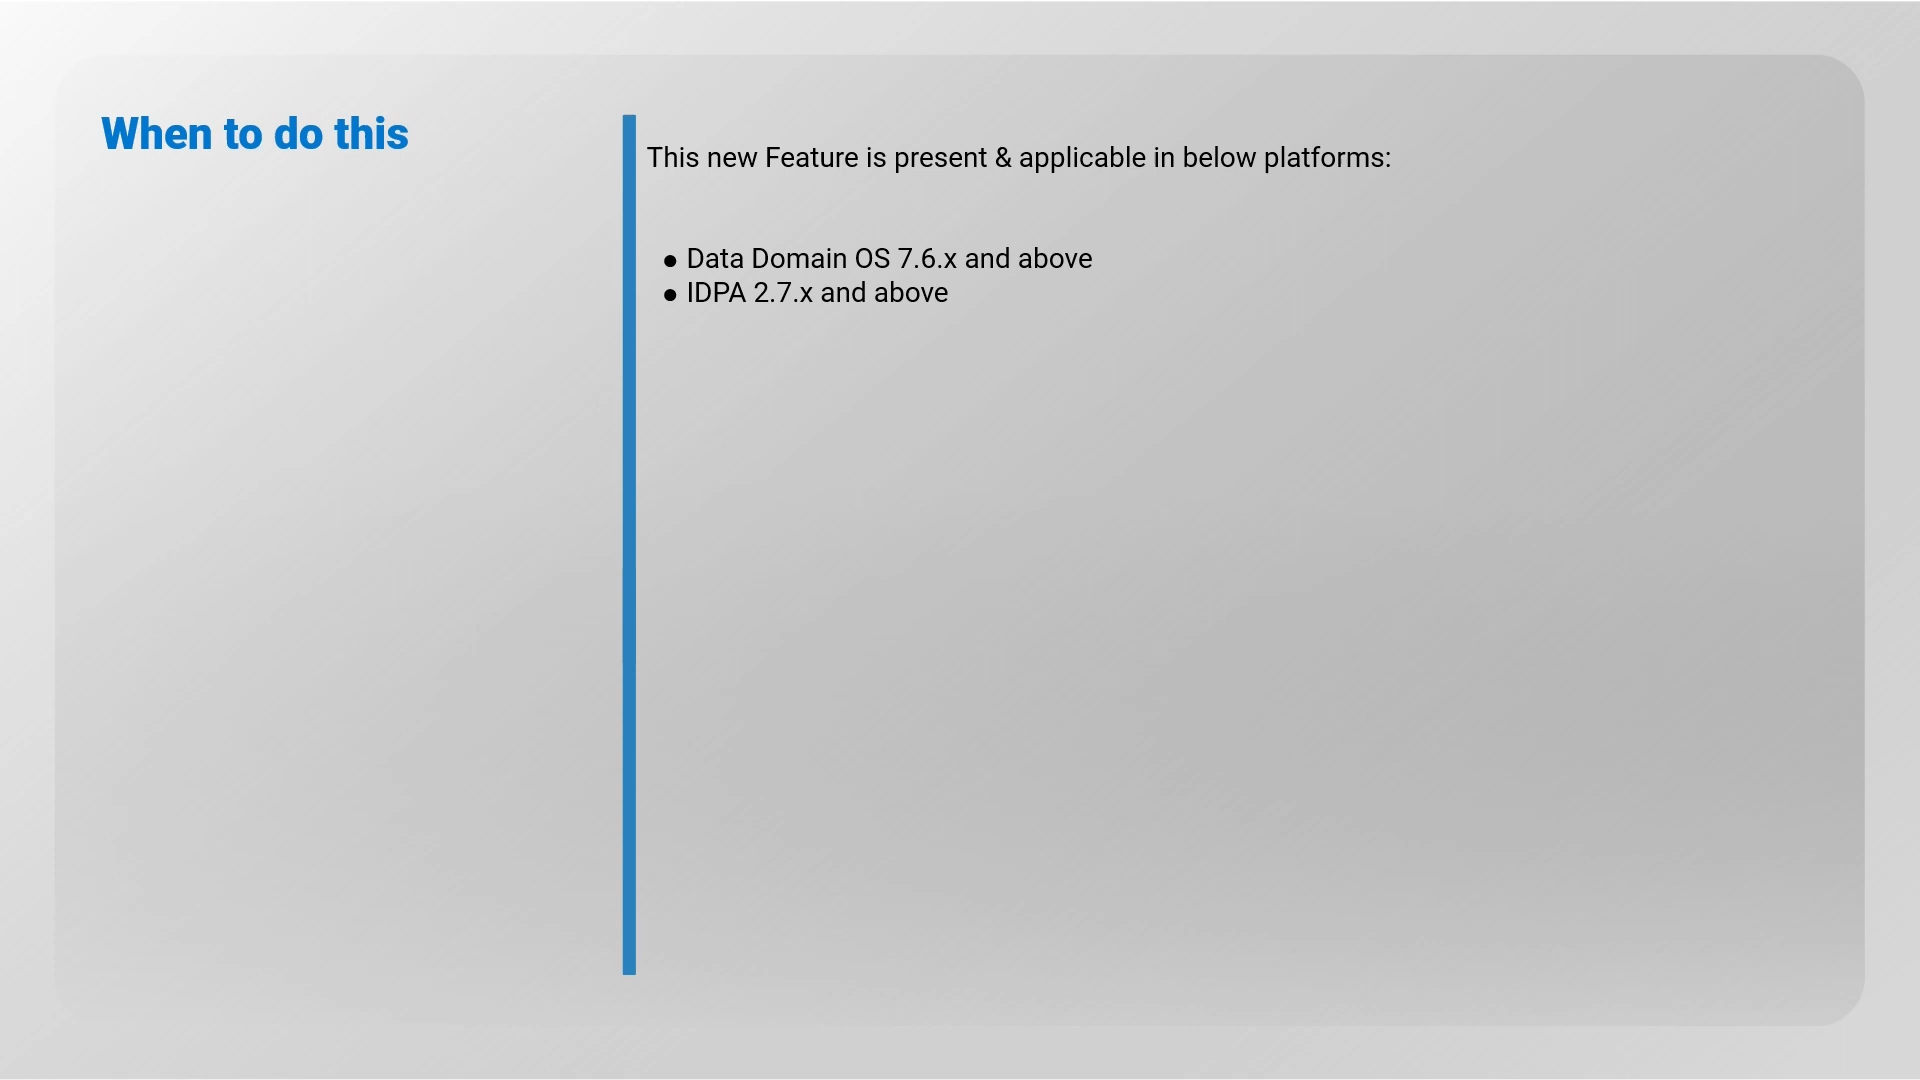 When to do this
This new Feature is present & applicable in below platforms:
● Data Domain OS 7.6.x and above
● IDPA 2.7.x and above